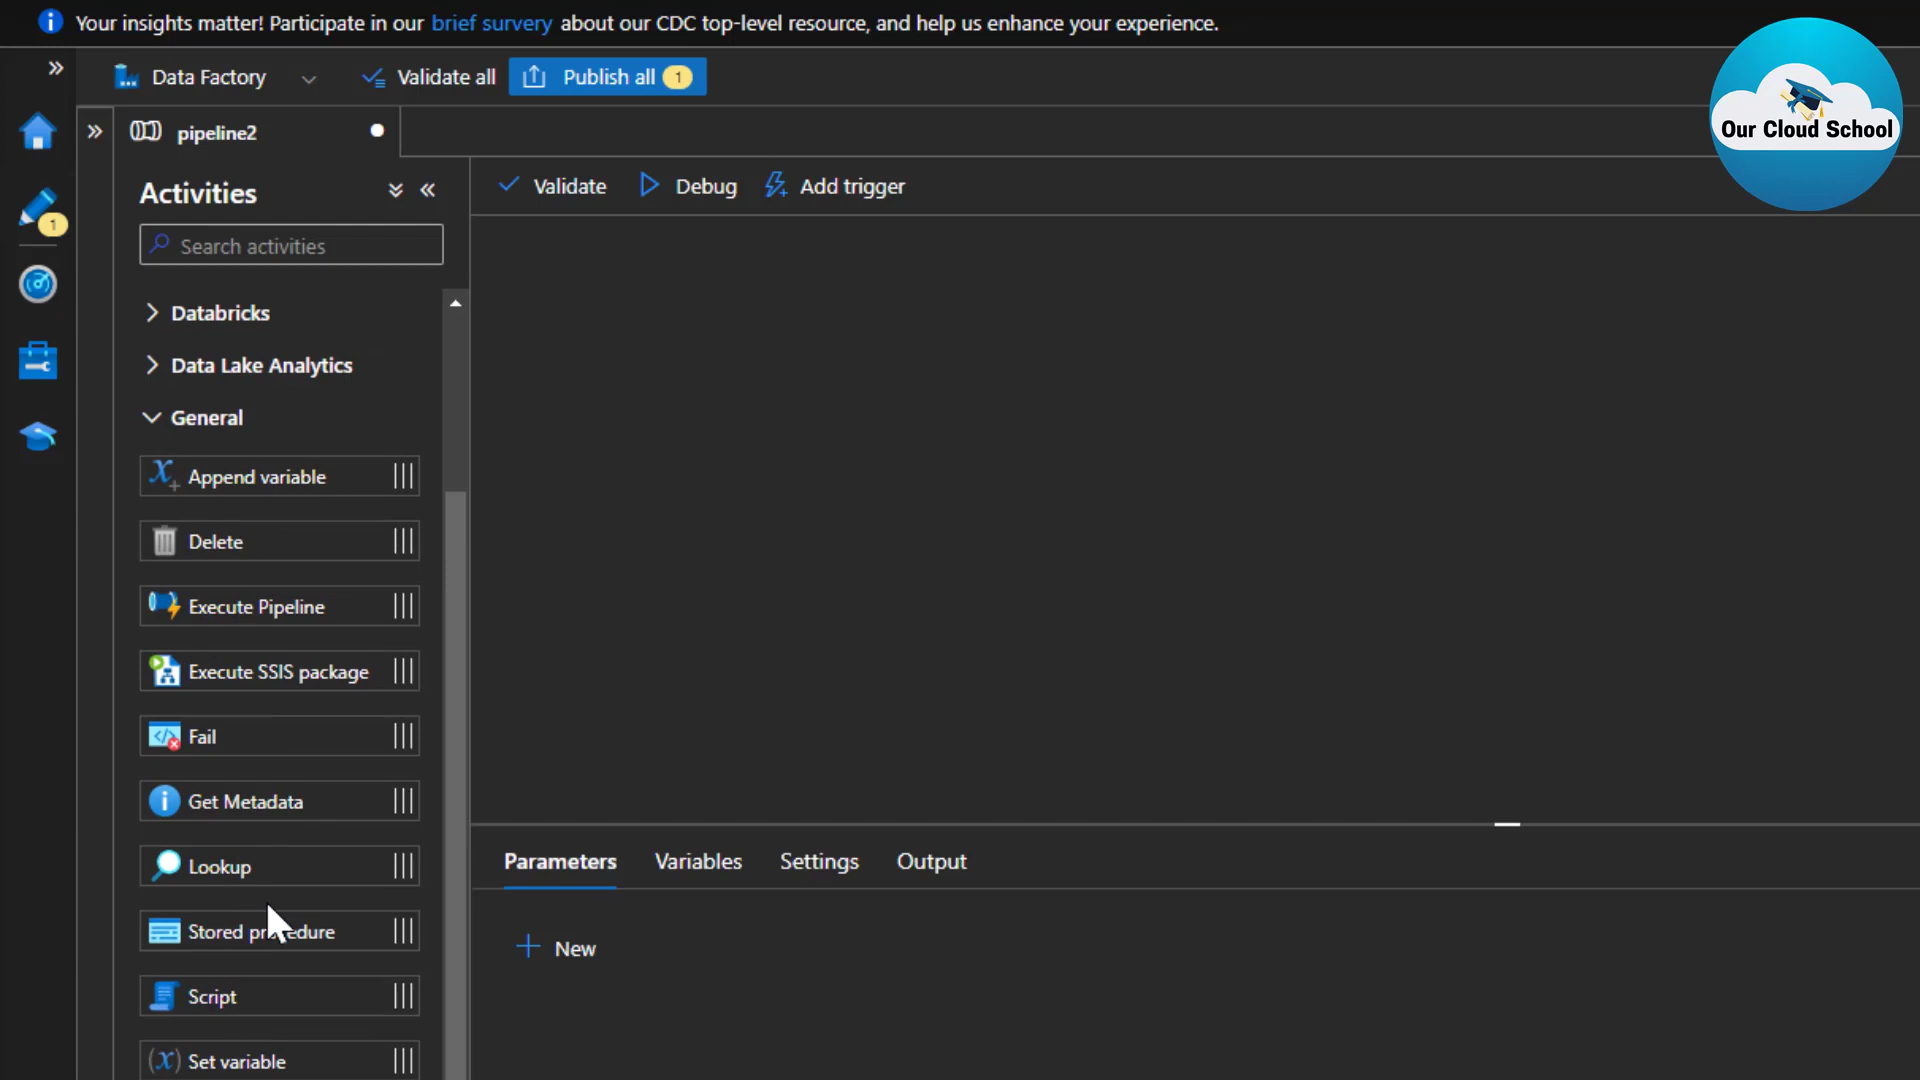 Your insights matter! Participate in our brief survery about our CDC top-level resource, and help us enhance your experience.
Data Factory
Validate all
Publish all 1
Our Cloud School
pipeline2
1
Activities
Validate
Debug
Add trigger
Search activities
Databricks
Data Lake Analytics
General
Append variable
Delete
Execute Pipeline
Execute SSIS package
Fail
Get Metadata
Lookup
Stored procedure
Script
Set variable
Parameters
Variables
Settings
Output
New